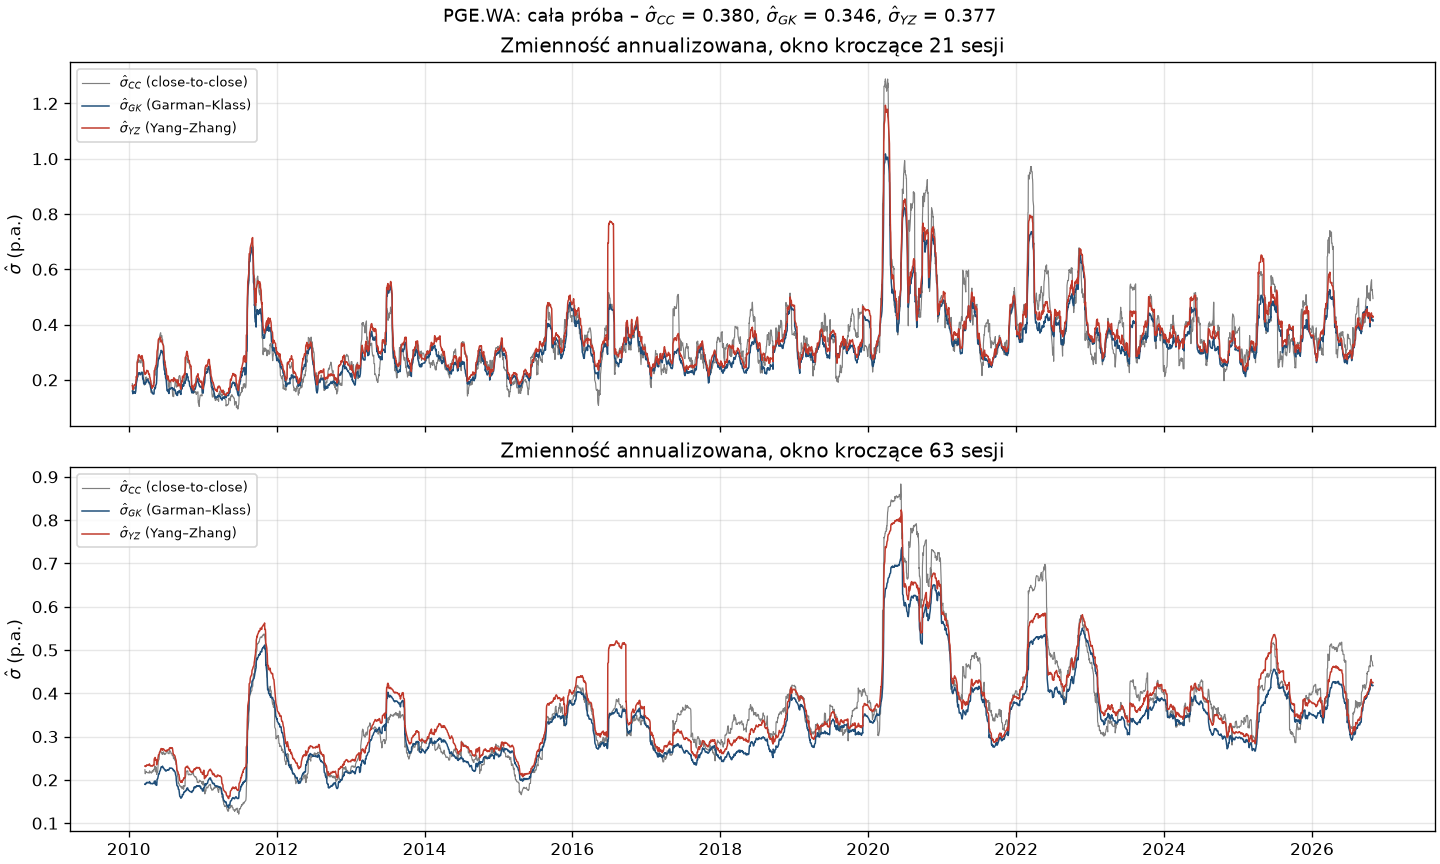 PGE.WA: cała próba – σ̂CC = 0.380, σ̂GK = 0.346, σ̂YZ = 0.377
Zmienność annualizowana, okno kroczące 21 sesji
σ̂CC (close-to-close)
σ̂GK (Garman–Klass)
σ̂YZ (Yang–Zhang)
σ̂ (p.a.)
1.2
1.0
0.8
0.6
0.4
0.2
Zmienność annualizowana, okno kroczące 63 sesji
σ̂CC (close-to-close)
σ̂GK (Garman–Klass)
σ̂YZ (Yang–Zhang)
σ̂ (p.a.)
0.9
0.8
0.7
0.6
0.5
0.4
0.3
0.2
0.1
2010 2012 2014 2016 2018 2020 2022 2024 2026